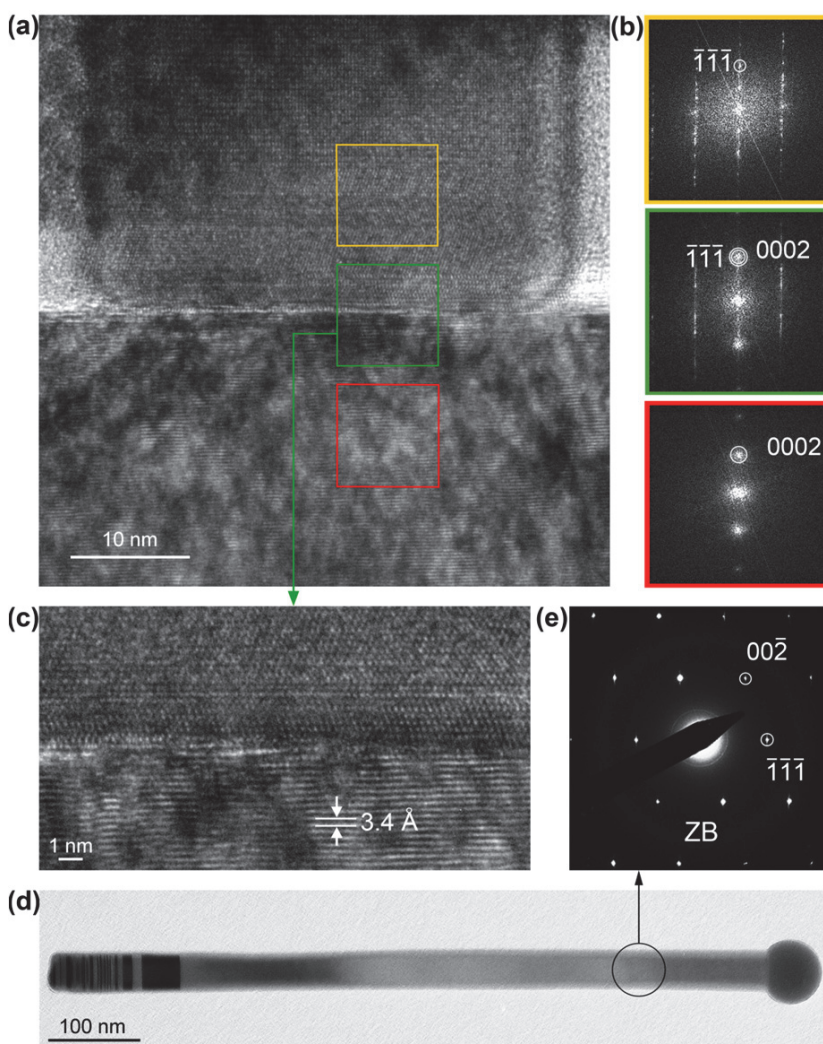 (a)
(b)
1̅1̅1̅
1̅1̅1̅ 0002
0002
10 nm
(c)
3.4 Å
1 nm
(e)
002̅
1̅1̅1̅
ZB
(d)
100 nm